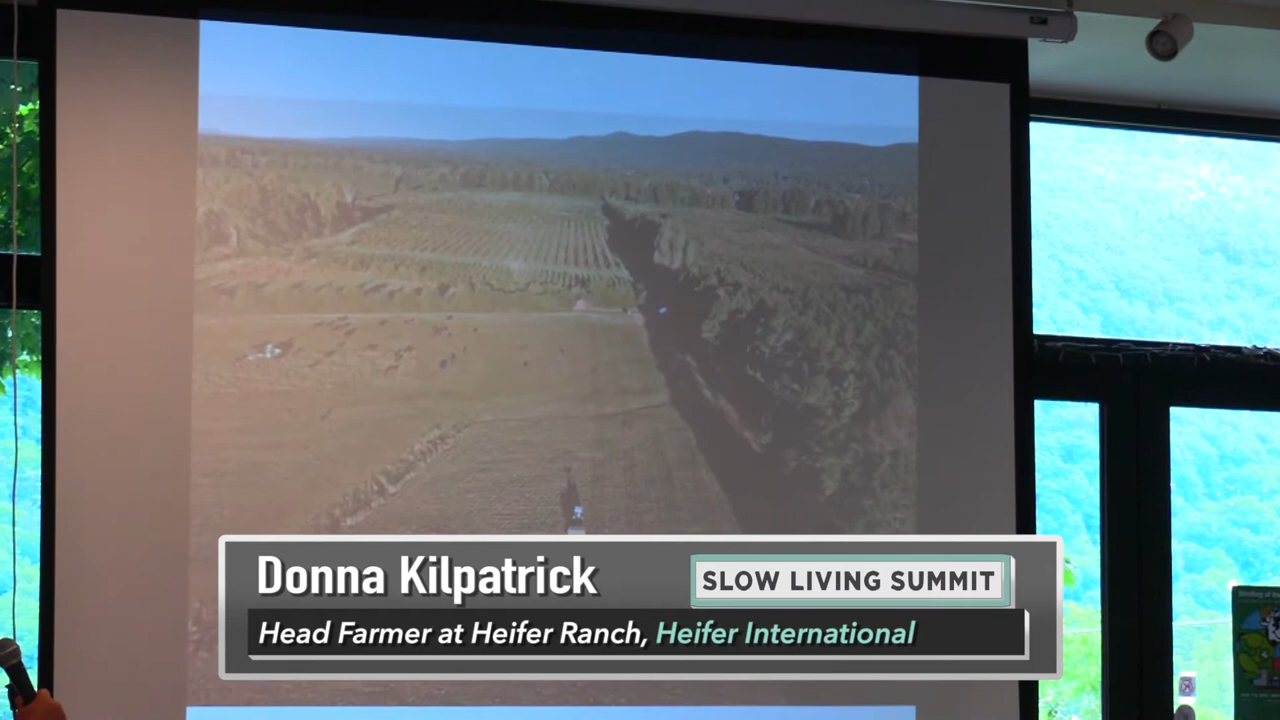 Donna Kilpatrick
SLOW LIVING SUMMIT
Head Farmer at Heifer Ranch, Heifer International